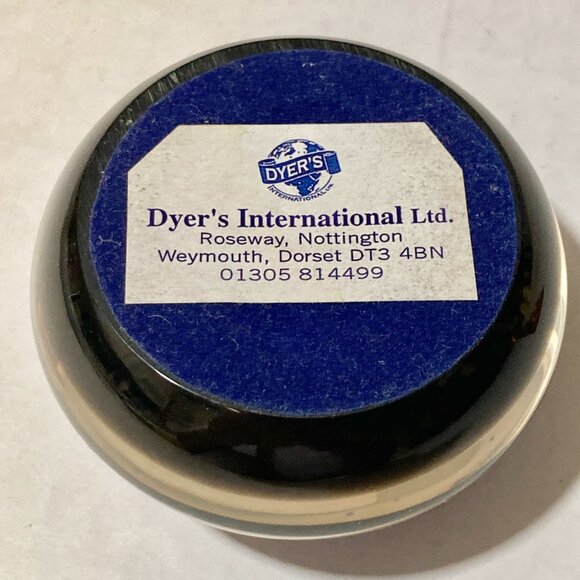 DYER'S
INTERNATIONAL Ltd.
Dyer's International Ltd.
Roseway, Nottington
Weymouth, Dorset DT3 4BN
01305 814499